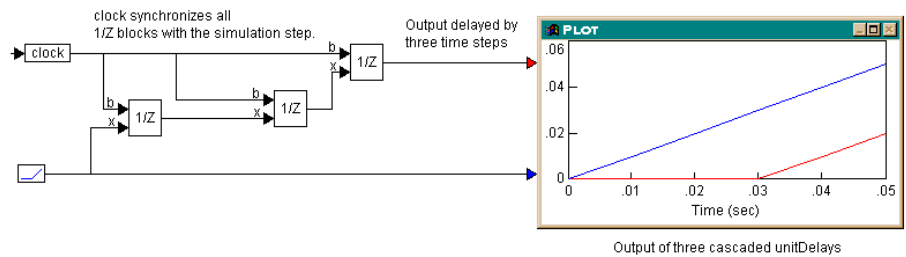 clock synchronizes all
1/Z blocks with the simulation step.
clock
b
x
1/Z
b
x
1/Z
b
x
1/Z
Output delayed by
three time steps
PLOT
.06
.04
.02
0
0 .01 .02 .03 .04 .05
Time (sec)
Output of three cascaded unitDelays